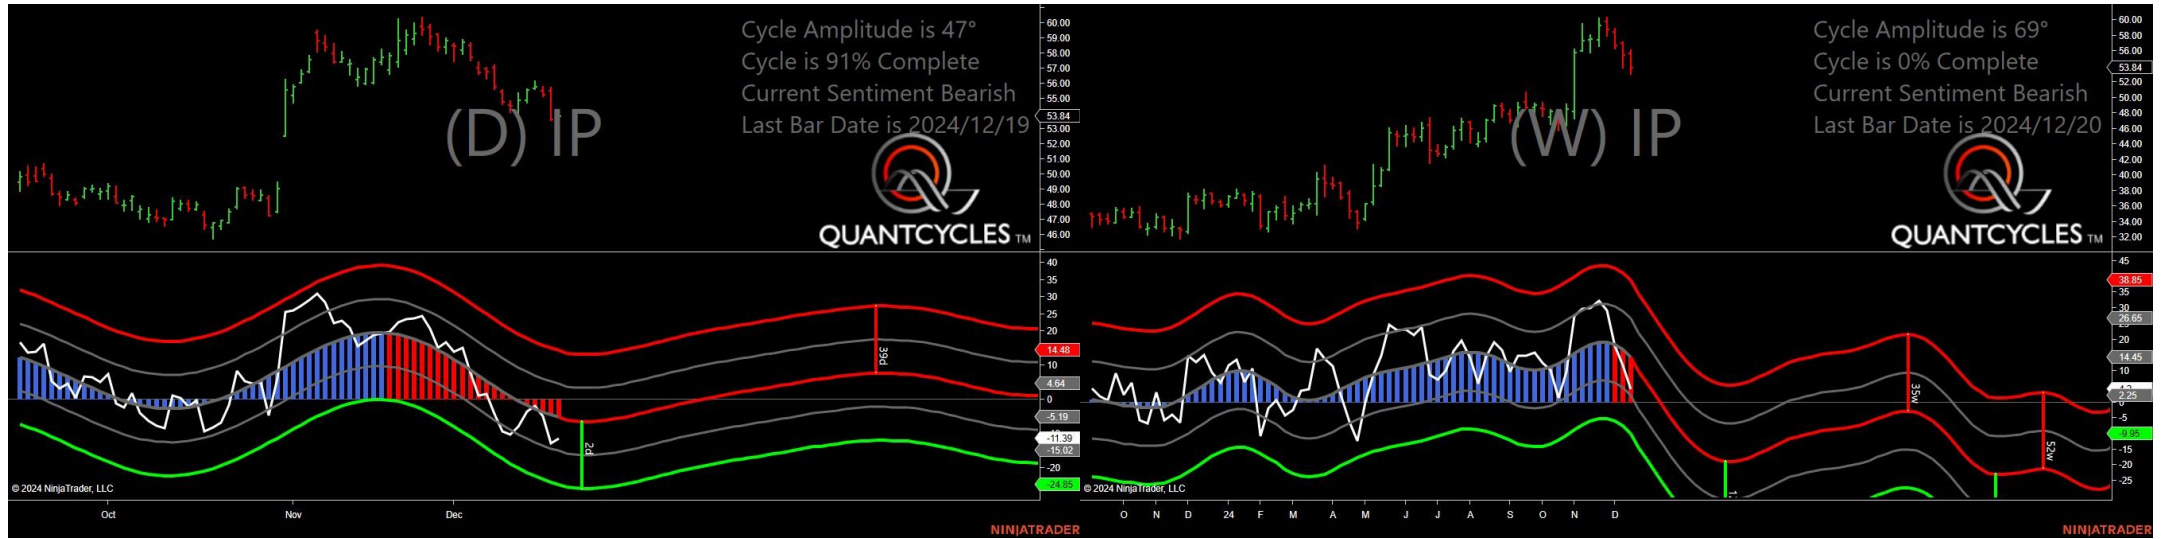 Cycle Amplitude is 47°
Cycle is 91% Complete
Current Sentiment Bearish
Last Bar Date is 2024/12/19
(D) IP
QUANTCYCLES TM
60.00
59.00
58.00
57.00
56.00
55.00
53.84
53.00
52.00
51.00
50.00
49.00
48.00
47.00
46.00
40
35
30
25
20
14.48
10
4.64
0
-5.19
-11.39
-15.02
-20
-24.85
39d
2d
© 2024 NinjaTrader, LLC
Oct Nov Dec
NINJATRADER
Cycle Amplitude is 69°
Cycle is 0% Complete
Current Sentiment Bearish
Last Bar Date is 2024/12/20
(W) IP
QUANTCYCLES TM
60.00
58.00
56.00
53.84
52.00
50.00
48.00
46.00
44.00
42.00
40.00
38.00
36.00
34.00
32.00
45
38.85
35
30
26.65
20
14.45
10
2.25
-5
-9.95
-15
-20
-25
35w
52w
© 2024 NinjaTrader, LLC
O N D 24 F M A M J J A S O N D
NINJATRADER